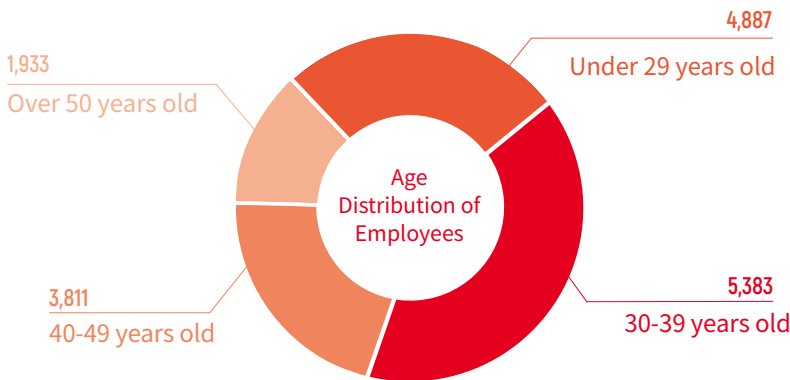 4,887
Under 29 years old
1,933
Over 50 years old
Age
Distribution of
Employees
5,383
30-39 years old
3,811
40-49 years old